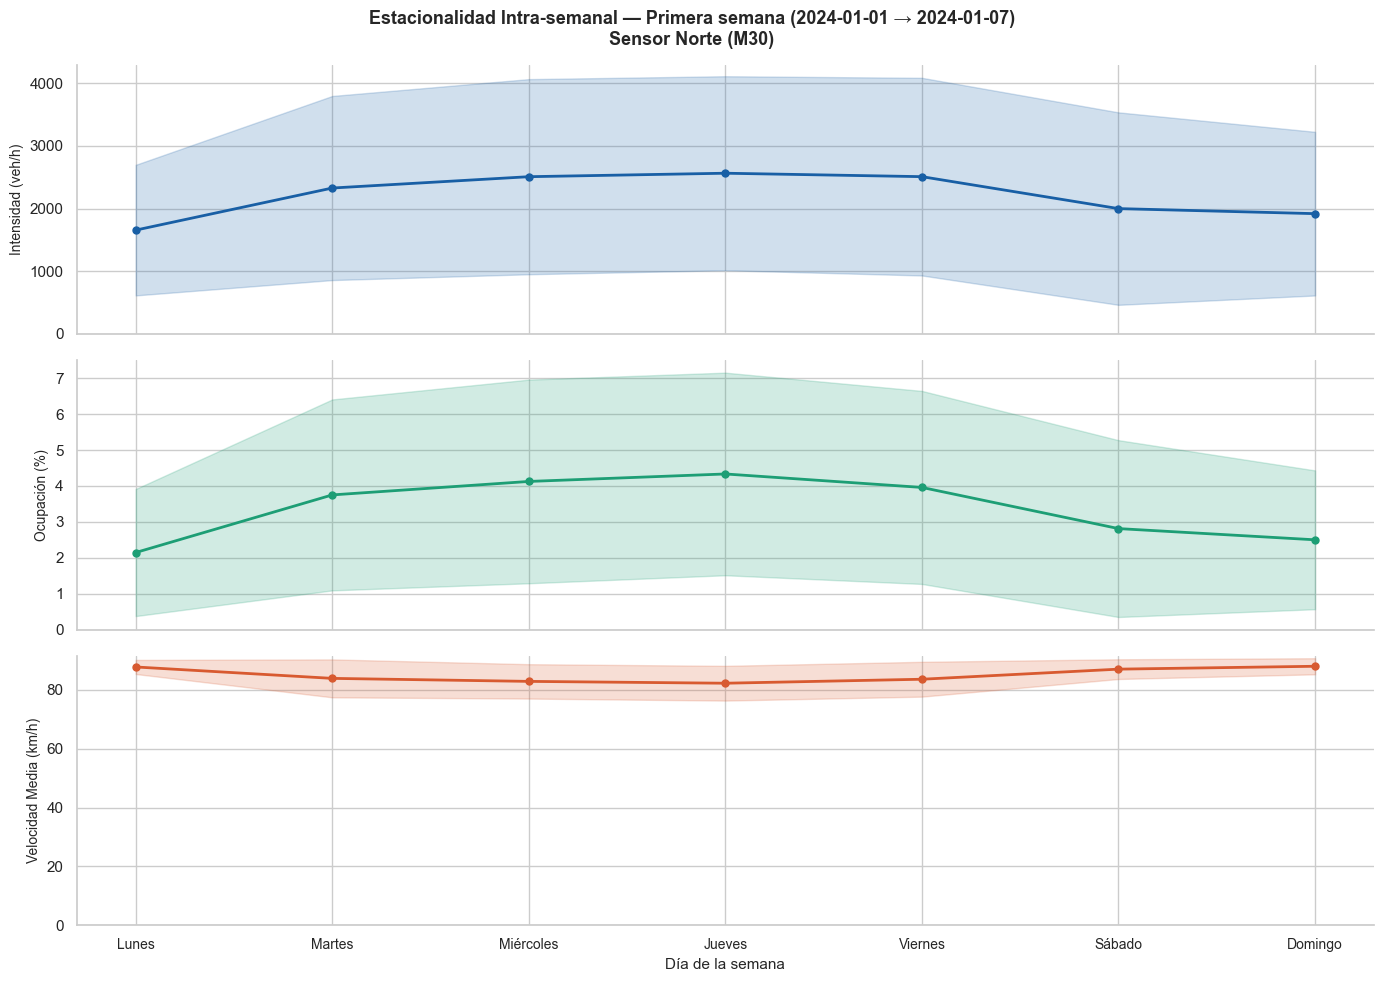 Estacionalidad Intra-semanal — Primera semana (2024-01-01 → 2024-01-07)
Sensor Norte (M30)
Intensidad (veh/h)
4000
3000
2000
1000
0
Ocupación (%)
7
6
5
4
3
2
1
0
Velocidad Media (km/h)
80
60
40
20
0
Lunes Martes Miércoles Jueves Viernes Sábado Domingo
Día de la semana